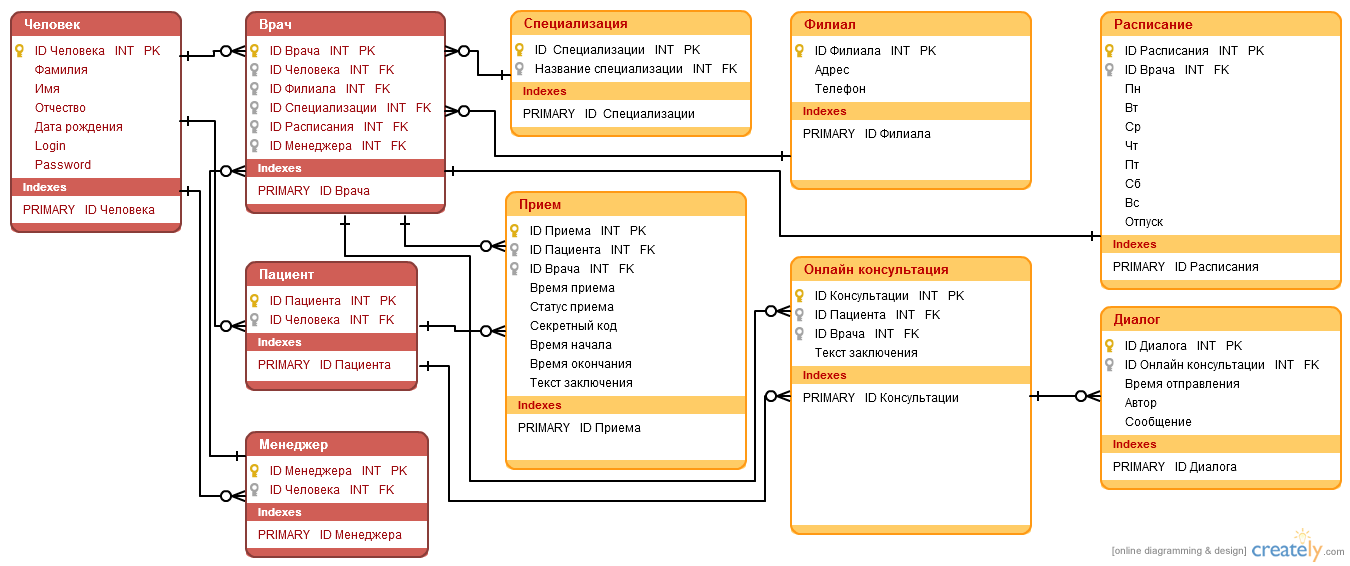 Человек
ID Человека INT PK
Фамилия
Имя
Отчество
Дата рождения
Login
Password
Indexes
PRIMARY ID Человека
Врач
ID Врача INT PK
ID Человека INT FK
ID Филиала INT FK
ID Специализации INT FK
ID Расписания INT FK
ID Менеджера INT FK
Indexes
PRIMARY ID Врача
Специализация
ID Специализации INT PK
Название специализации INT FK
Indexes
PRIMARY ID Специализации
Филиал
ID Филиала INT PK
Адрес
Телефон
Indexes
PRIMARY ID Филиала
Расписание
ID Расписания INT PK
ID Врача INT FK
Пн
Вт
Ср
Чт
Пт
Сб
Вс
Отпуск
Indexes
PRIMARY ID Расписания
Пациент
ID Пациента INT PK
ID Человека INT FK
Indexes
PRIMARY ID Пациента
Прием
ID Приема INT PK
ID Пациента INT FK
ID Врача INT FK
Время приема
Статус приема
Секретный код
Время начала
Время окончания
Текст заключения
Indexes
PRIMARY ID Приема
Онлайн консультация
ID Консультации INT PK
ID Пациента INT FK
ID Врача INT FK
Текст заключения
Indexes
PRIMARY ID Консультации
Диалог
ID Диалога INT PK
ID Онлайн консультации INT FK
Время отправления
Автор
Сообщение
Indexes
PRIMARY ID Диалога
Менеджер
ID Менеджера INT PK
ID Человека INT FK
Indexes
PRIMARY ID Менеджера
[online diagramming & design] creately.com